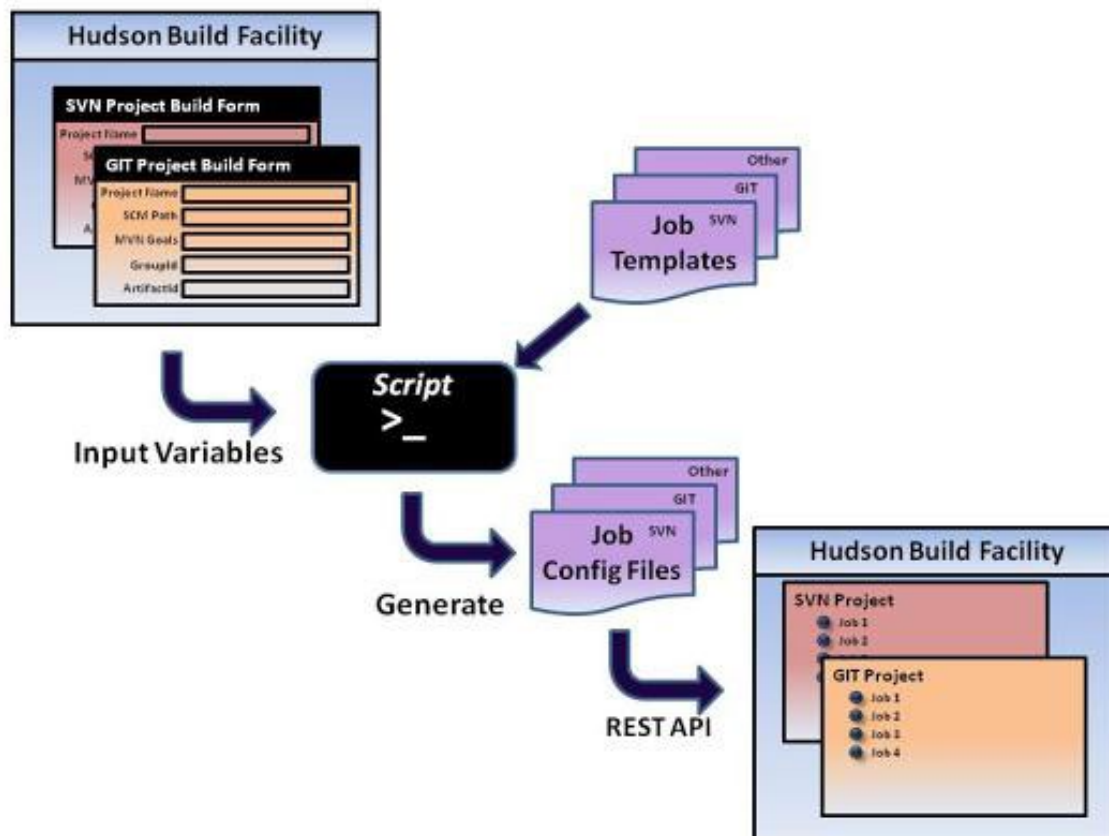 Hudson Build Facility
SVN Project Build Form
Project Name
GIT Project Build Form
Project Name
SCM Path
MVN Goals
GroupId
ArtifactId
Other
GIT
SVN
Job
Templates
Script
>_
Input Variables
Other
GIT
SVN
Job
Config Files
Generate
REST API
Hudson Build Facility
SVN Project
Job 1
Job 2
GIT Project
Job 1
Job 2
Job 3
Job 4